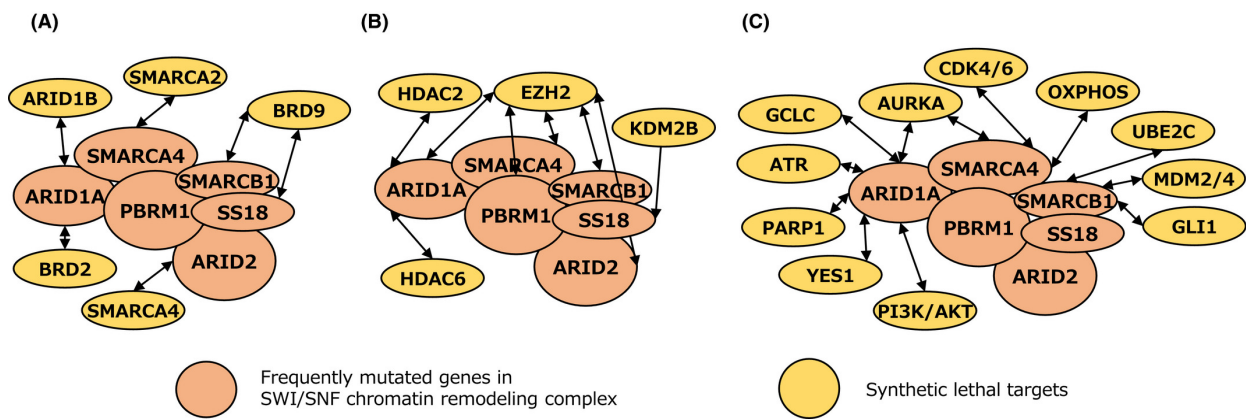 (A)
SMARCA2
ARID1B
BRD9
SMARCA4
SMARCB1
ARID1A
PBRM1
SS18
BRD2
ARID2
SMARCA4
(B)
HDAC2
EZH2
KDM2B
SMARCA4
ARID1A
SMARCB1
PBRM1
SS18
ARID2
HDAC6
(C)
CDK4/6
AURKA
OXPHOS
GCLC
UBE2C
ATR
SMARCA4
MDM2/4
ARID1A
SMARCB1
PARP1
PBRM1
SS18
GLI1
YES1
ARID2
PI3K/AKT
Frequently mutated genes in
SWI/SNF chromatin remodeling complex
Synthetic lethal targets